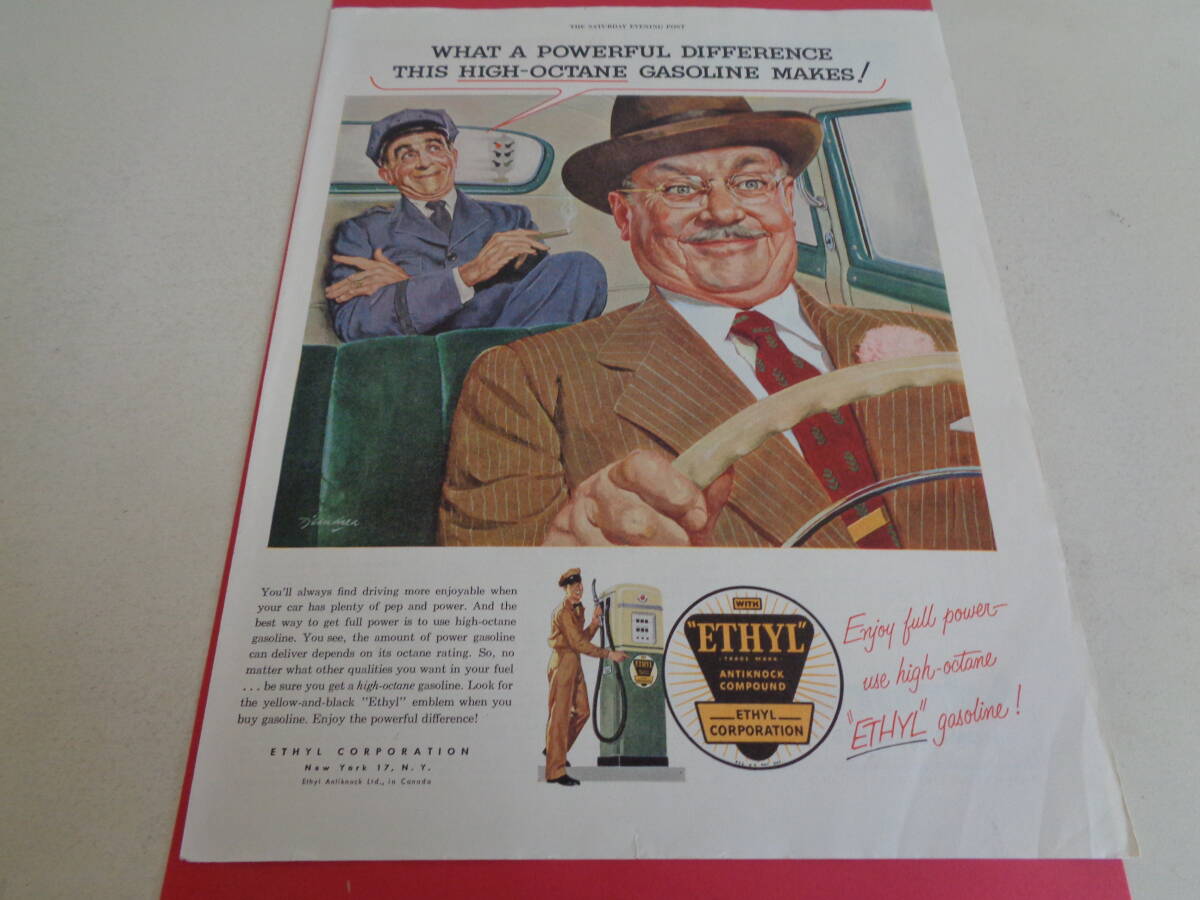 THE SATURDAY EVENING POST
WHAT A POWERFUL DIFFERENCE
THIS HIGH-OCTANE GASOLINE MAKES!
You'll always find driving more enjoyable when
your car has plenty of pep and power. And the
best way to get full power is to use high-octane
gasoline. You see, the amount of power gasoline
can deliver depends on its octane rating. So, no
matter what other qualities you want in your fuel
. . . be sure you get a high-octane gasoline. Look for
the yellow-and-black "Ethyl" emblem when you
buy gasoline. Enjoy the powerful difference!
ETHYL CORPORATION
New York 17, N. Y.
Ethyl Antiknock Ltd., in Canada
ETHYL
WITH
"ETHYL"
TRADE MARK
ANTIKNOCK
COMPOUND
ETHYL
CORPORATION
Enjoy full power—
use high-octane
"ETHYL" gasoline!